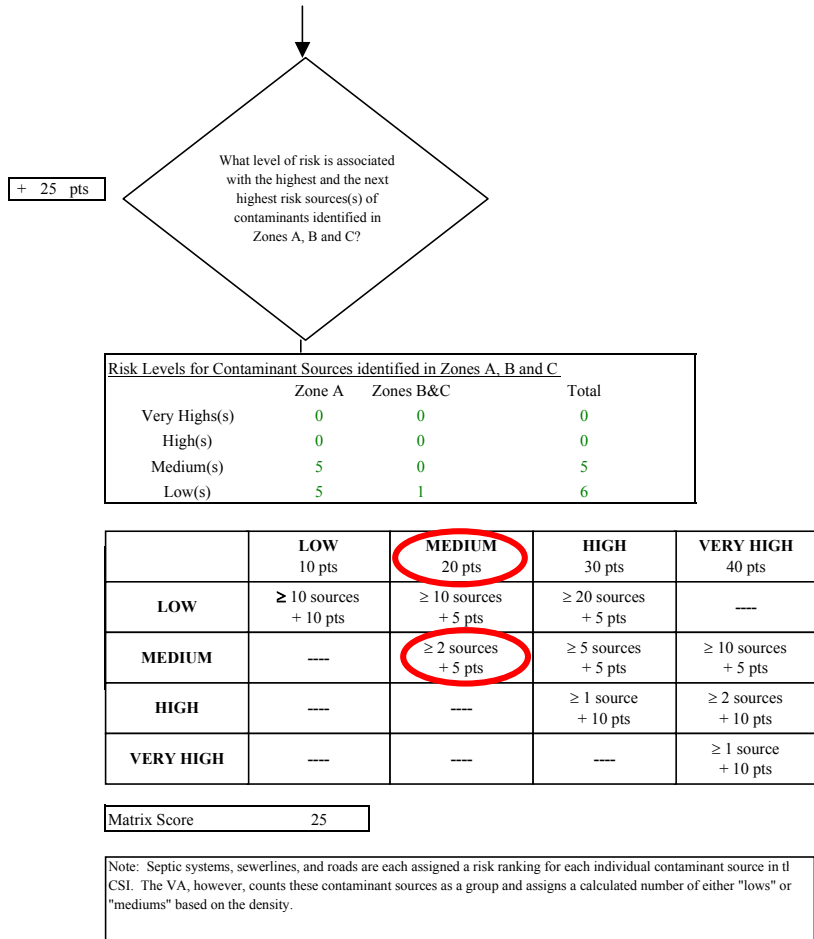 What level of risk is associated
with the highest and the next
highest risk sources(s) of
contaminants identified in
Zones A, B and C?
+ 25 pts
Risk Levels for Contaminant Sources identified in Zones A, B and C
Zone A Zones B&C Total
Very Highs(s) 0 0 0
High(s) 0 0 0
Medium(s) 5 0 5
Low(s) 5 1 6
LOW MEDIUM HIGH VERY HIGH
10 pts 20 pts 30 pts 40 pts
LOW ≥ 10 sources ≥ 10 sources ≥ 20 sources ----
+ 10 pts + 5 pts + 5 pts
MEDIUM ---- ≥ 2 sources ≥ 5 sources ≥ 10 sources
+ 5 pts + 5 pts + 5 pts
HIGH ---- ---- ≥ 1 source ≥ 2 sources
+ 10 pts + 10 pts
VERY HIGH ---- ---- ---- ≥ 1 source
+ 10 pts
Matrix Score 25
Note: Septic systems, sewerlines, and roads are each assigned a risk ranking for each individual contaminant source in
CSI. The VA, however, counts these contaminant sources as a group and assigns a calculated number of either "lows" or
"mediums" based on the density.